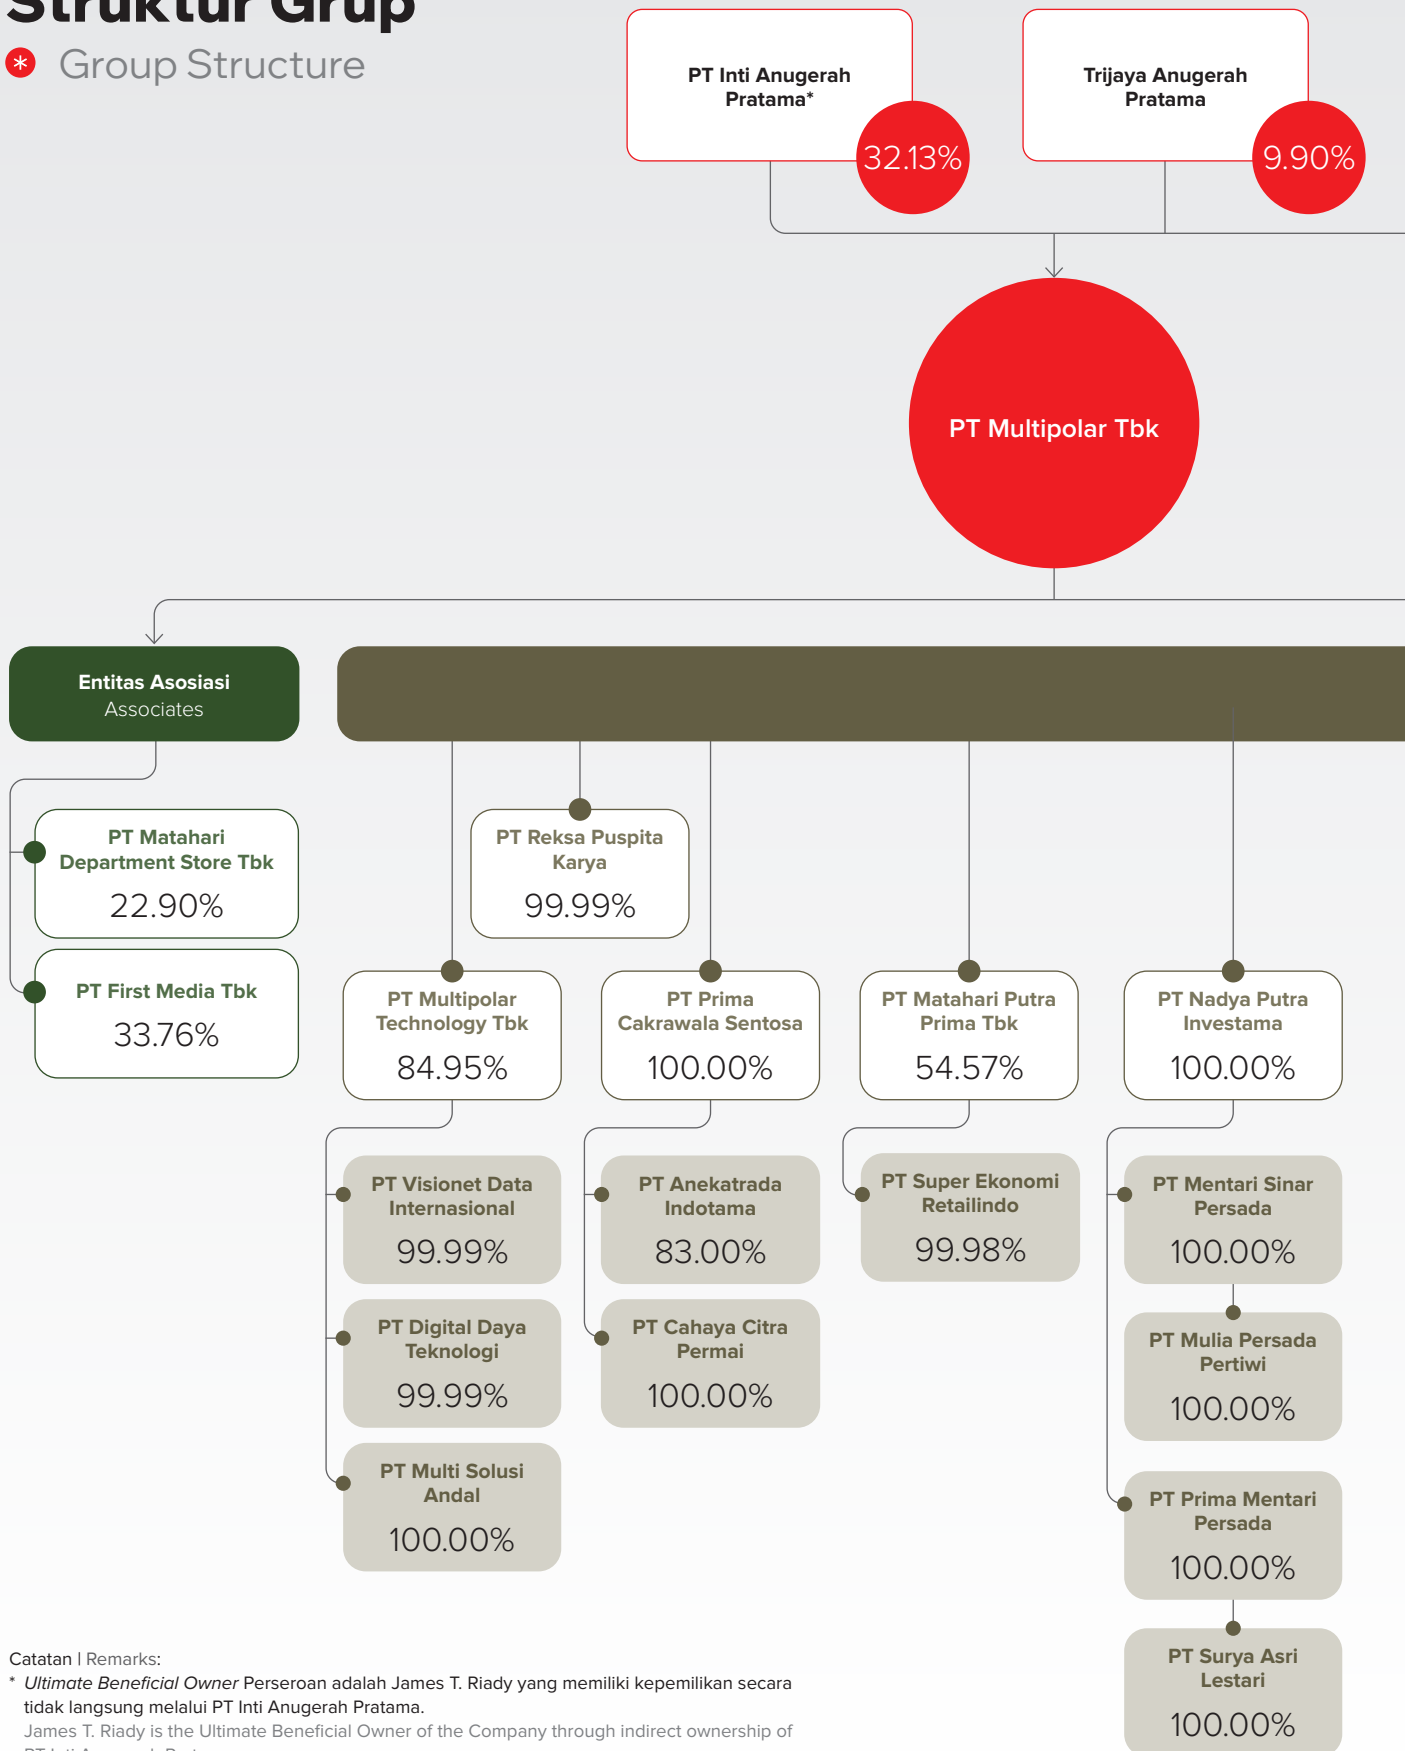 Struktur Grup
* Group Structure
PT Inti Anugerah
Pratama*
32.13%
Trijaya Anugerah
Pratama
9.90%
PT Multipolar Tbk
Entitas Asosiasi
Associates
PT Matahari
Department Store Tbk
22.90%
PT First Media Tbk
33.76%
PT Reksa Puspita
Karya
99.99%
PT Multipolar
Technology Tbk
84.95%
PT Visionet Data
Internasional
99.99%
PT Digital Daya
Teknologi
99.99%
PT Multi Solusi
Andal
100.00%
PT Prima
Cakrawala Sentosa
100.00%
PT Anekatrada
Indotama
83.00%
PT Cahaya Citra
Permai
100.00%
PT Matahari Putra
Prima Tbk
54.57%
PT Super Ekonomi
Retailindo
99.98%
PT Nadya Putra
Investama
100.00%
PT Mentari Sinar
Persada
100.00%
PT Mulia Persada
Pertiwi
100.00%
PT Prima Mentari
Persada
100.00%
PT Surya Asri
Lestari
100.00%
Catatan | Remarks:
* Ultimate Beneficial Owner Perseroan adalah James T. Riady yang memiliki kepemilikan secara
tidak langsung melalui PT Inti Anugerah Pratama.
James T. Riady is the Ultimate Beneficial Owner of the Company through indirect ownership of